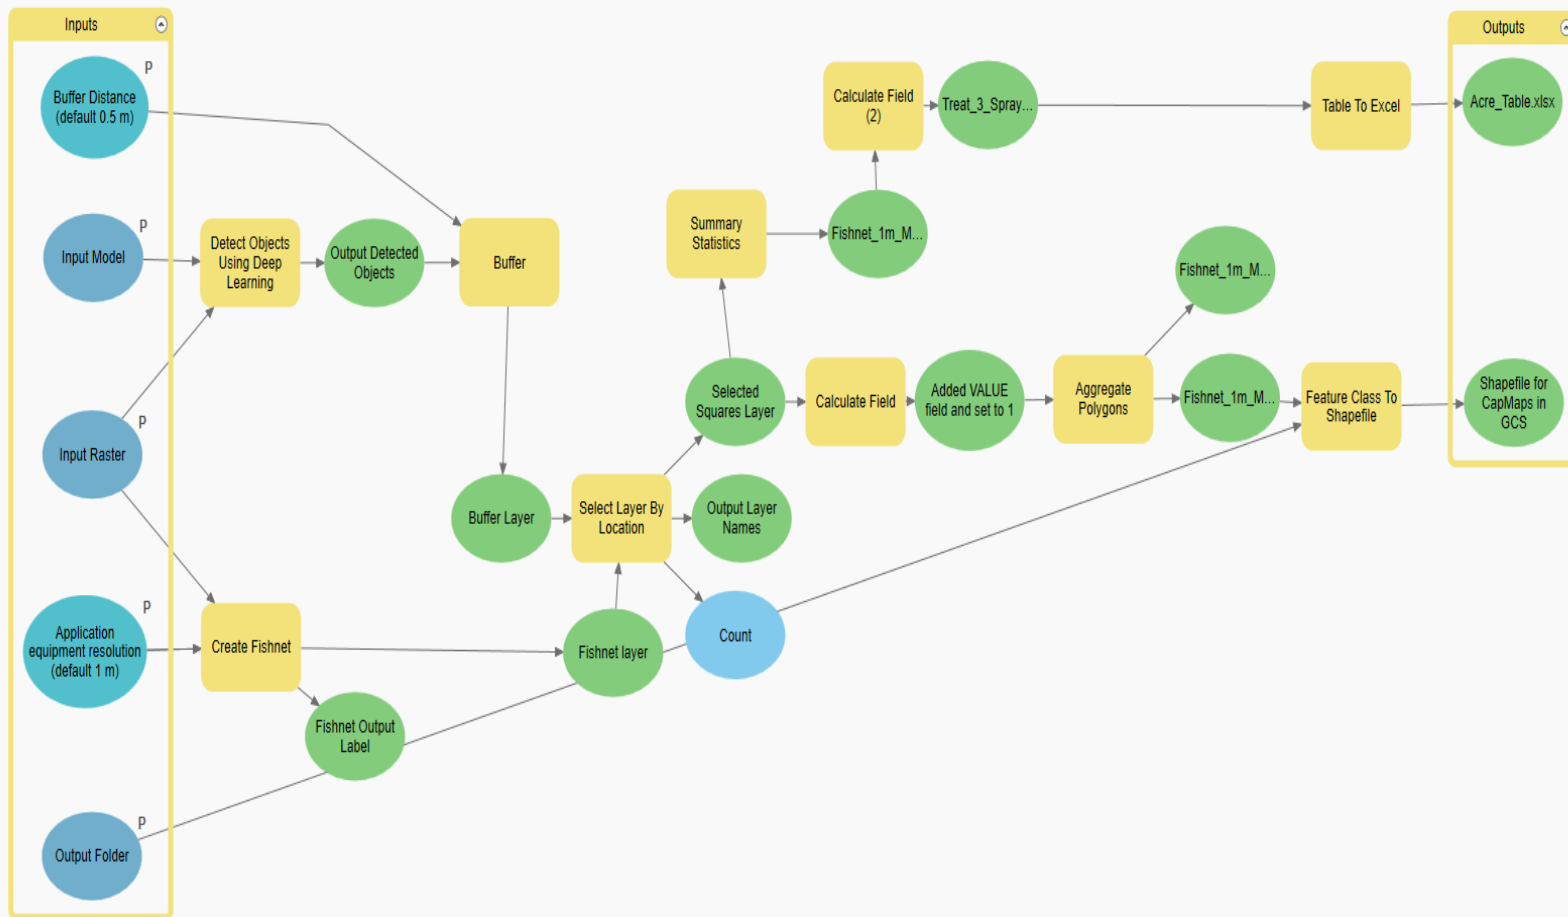 Inputs
P
Buffer Distance
(default 0.5 m)
P
Input Model
P
Input Raster
P
Application
equipment resolution
(default 1 m)
P
Output Folder
Detect Objects
Using Deep
Learning
Output Detected
Objects
Buffer
Buffer Layer
Create Fishnet
Fishnet Output
Label
Fishnet layer
Select Layer By
Location
Selected
Squares Layer
Output Layer
Names
Count
Summary
Statistics
Fishnet_1m_M...
Calculate Field
(2)
Treat_3_Spray...
Table To Excel
Calculate Field
Added VALUE
field and set to 1
Aggregate
Polygons
Fishnet_1m_M...
Fishnet_1m_M...
Feature Class To
Shapefile
Outputs
Acre_Table.xlsx
Shapefile for
CapMaps in
GCS